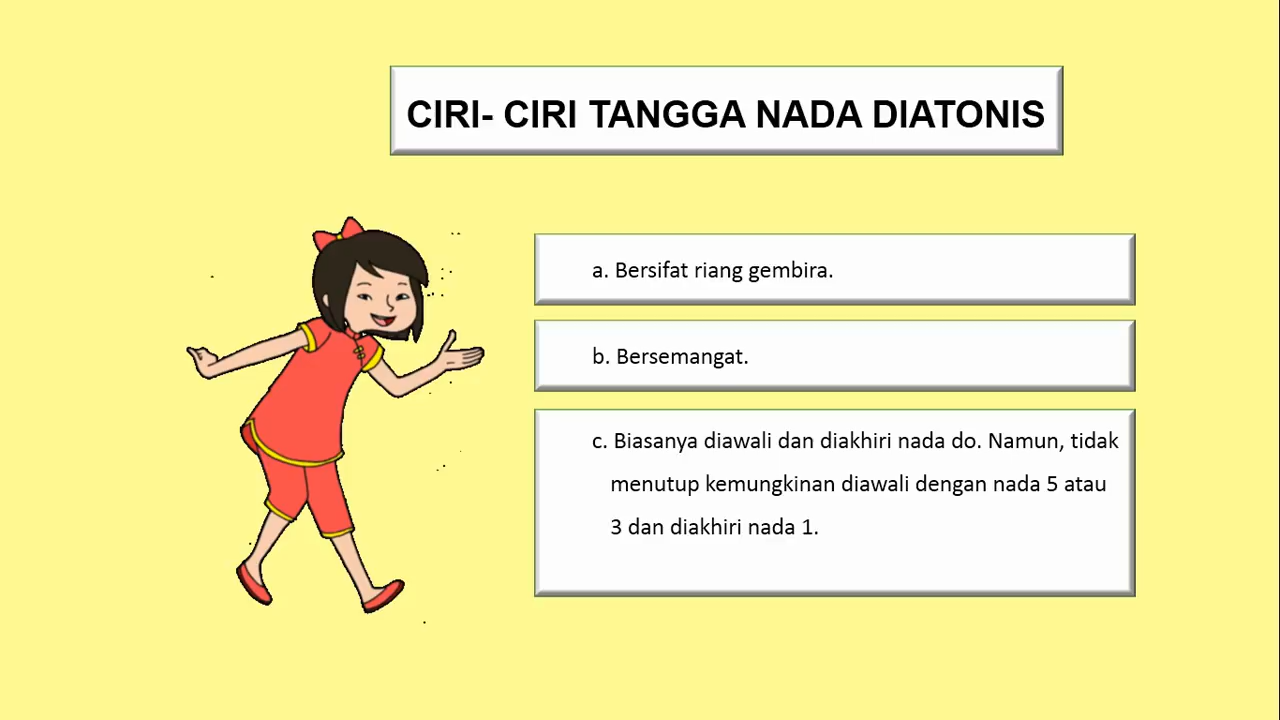 CIRI- CIRI TANGGA NADA DIATONIS
a. Bersifat riang gembira.
b. Bersemangat.
c. Biasanya diawali dan diakhiri nada do. Namun, tidak
menutup kemungkinan diawali dengan nada 5 atau
3 dan diakhiri nada 1.